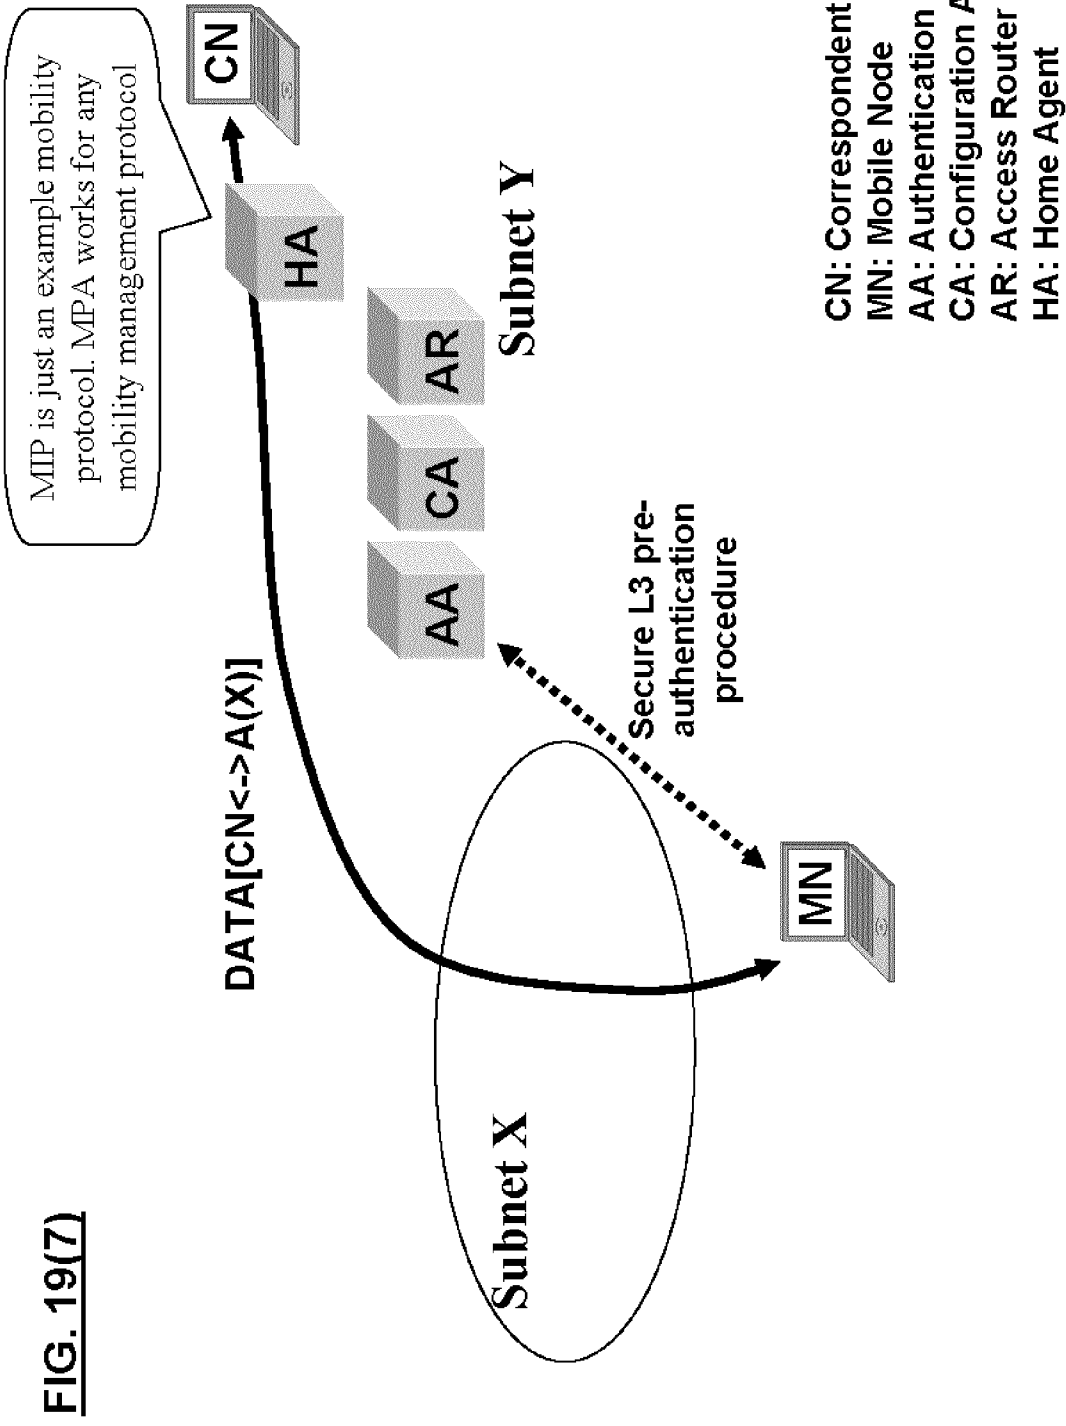 FIG. 19(7)
MIP is just an example mobility
protocol. MPA works for any
mobility management protocol
CN
DATA[CN<->A(X)]
HA
AA
CA
AR
Subnet Y
Subnet X
Secure L3 pre-
authentication
procedure
MN
CN: Correspondent
MN: Mobile Node
AA: Authentication
CA: Configuration A
AR: Access Router
HA: Home Agent